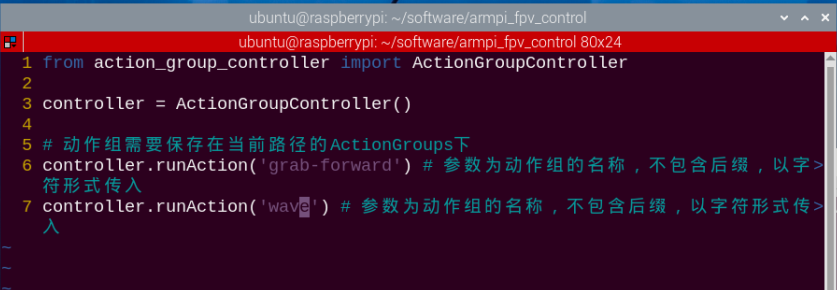 ubuntu@raspberrypi: ~/software/armpi_fpv_control
ubuntu@raspberrypi: ~/software/armpi_fpv_control 80x24
1 from action_group_controller import ActionGroupController
2
3 controller = ActionGroupController()
4
5 # 动作组需要保存在当前路径的ActionGroups下
6 controller.runAction('grab-forward') # 参数为动作组的名称，不包含后缀，以字>
符形式传入
7 controller.runAction('wave') # 参数为动作组的名称，不包含后缀，以字符形式传>
入
~
~
~